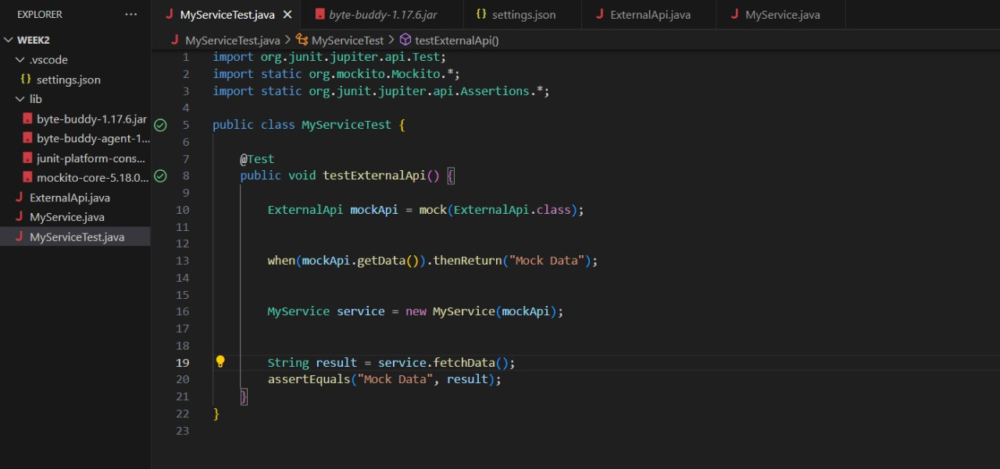 EXPLORER ...
MyServiceTest.java
byte-buddy-1.17.6.jar
{} settings.json
J ExternalApi.java
J MyService.java
WEEK2
.vscode
{} settings.json
lib
byte-buddy-1.17.6.jar
byte-buddy-agent-1...
junit-platform-cons...
mockito-core-5.18.0...
J ExternalApi.java
J MyService.java
J MyServiceTest.java
J MyServiceTest.java > MyServiceTest > testExternalApi()
1 import org.junit.jupiter.api.Test;
2 import static org.mockito.Mockito.*;
3 import static org.junit.jupiter.api.Assertions.*;
4
5 public class MyServiceTest {
6
7 @Test
8 public void testExternalApi() {
9
10 ExternalApi mockApi = mock(ExternalApi.class);
11
12
13 when(mockApi.getData()).thenReturn("Mock Data");
14
15
16 MyService service = new MyService(mockApi);
17
18
19 String result = service.fetchData();
20 assertEquals("Mock Data", result);
21 }
22 }
23